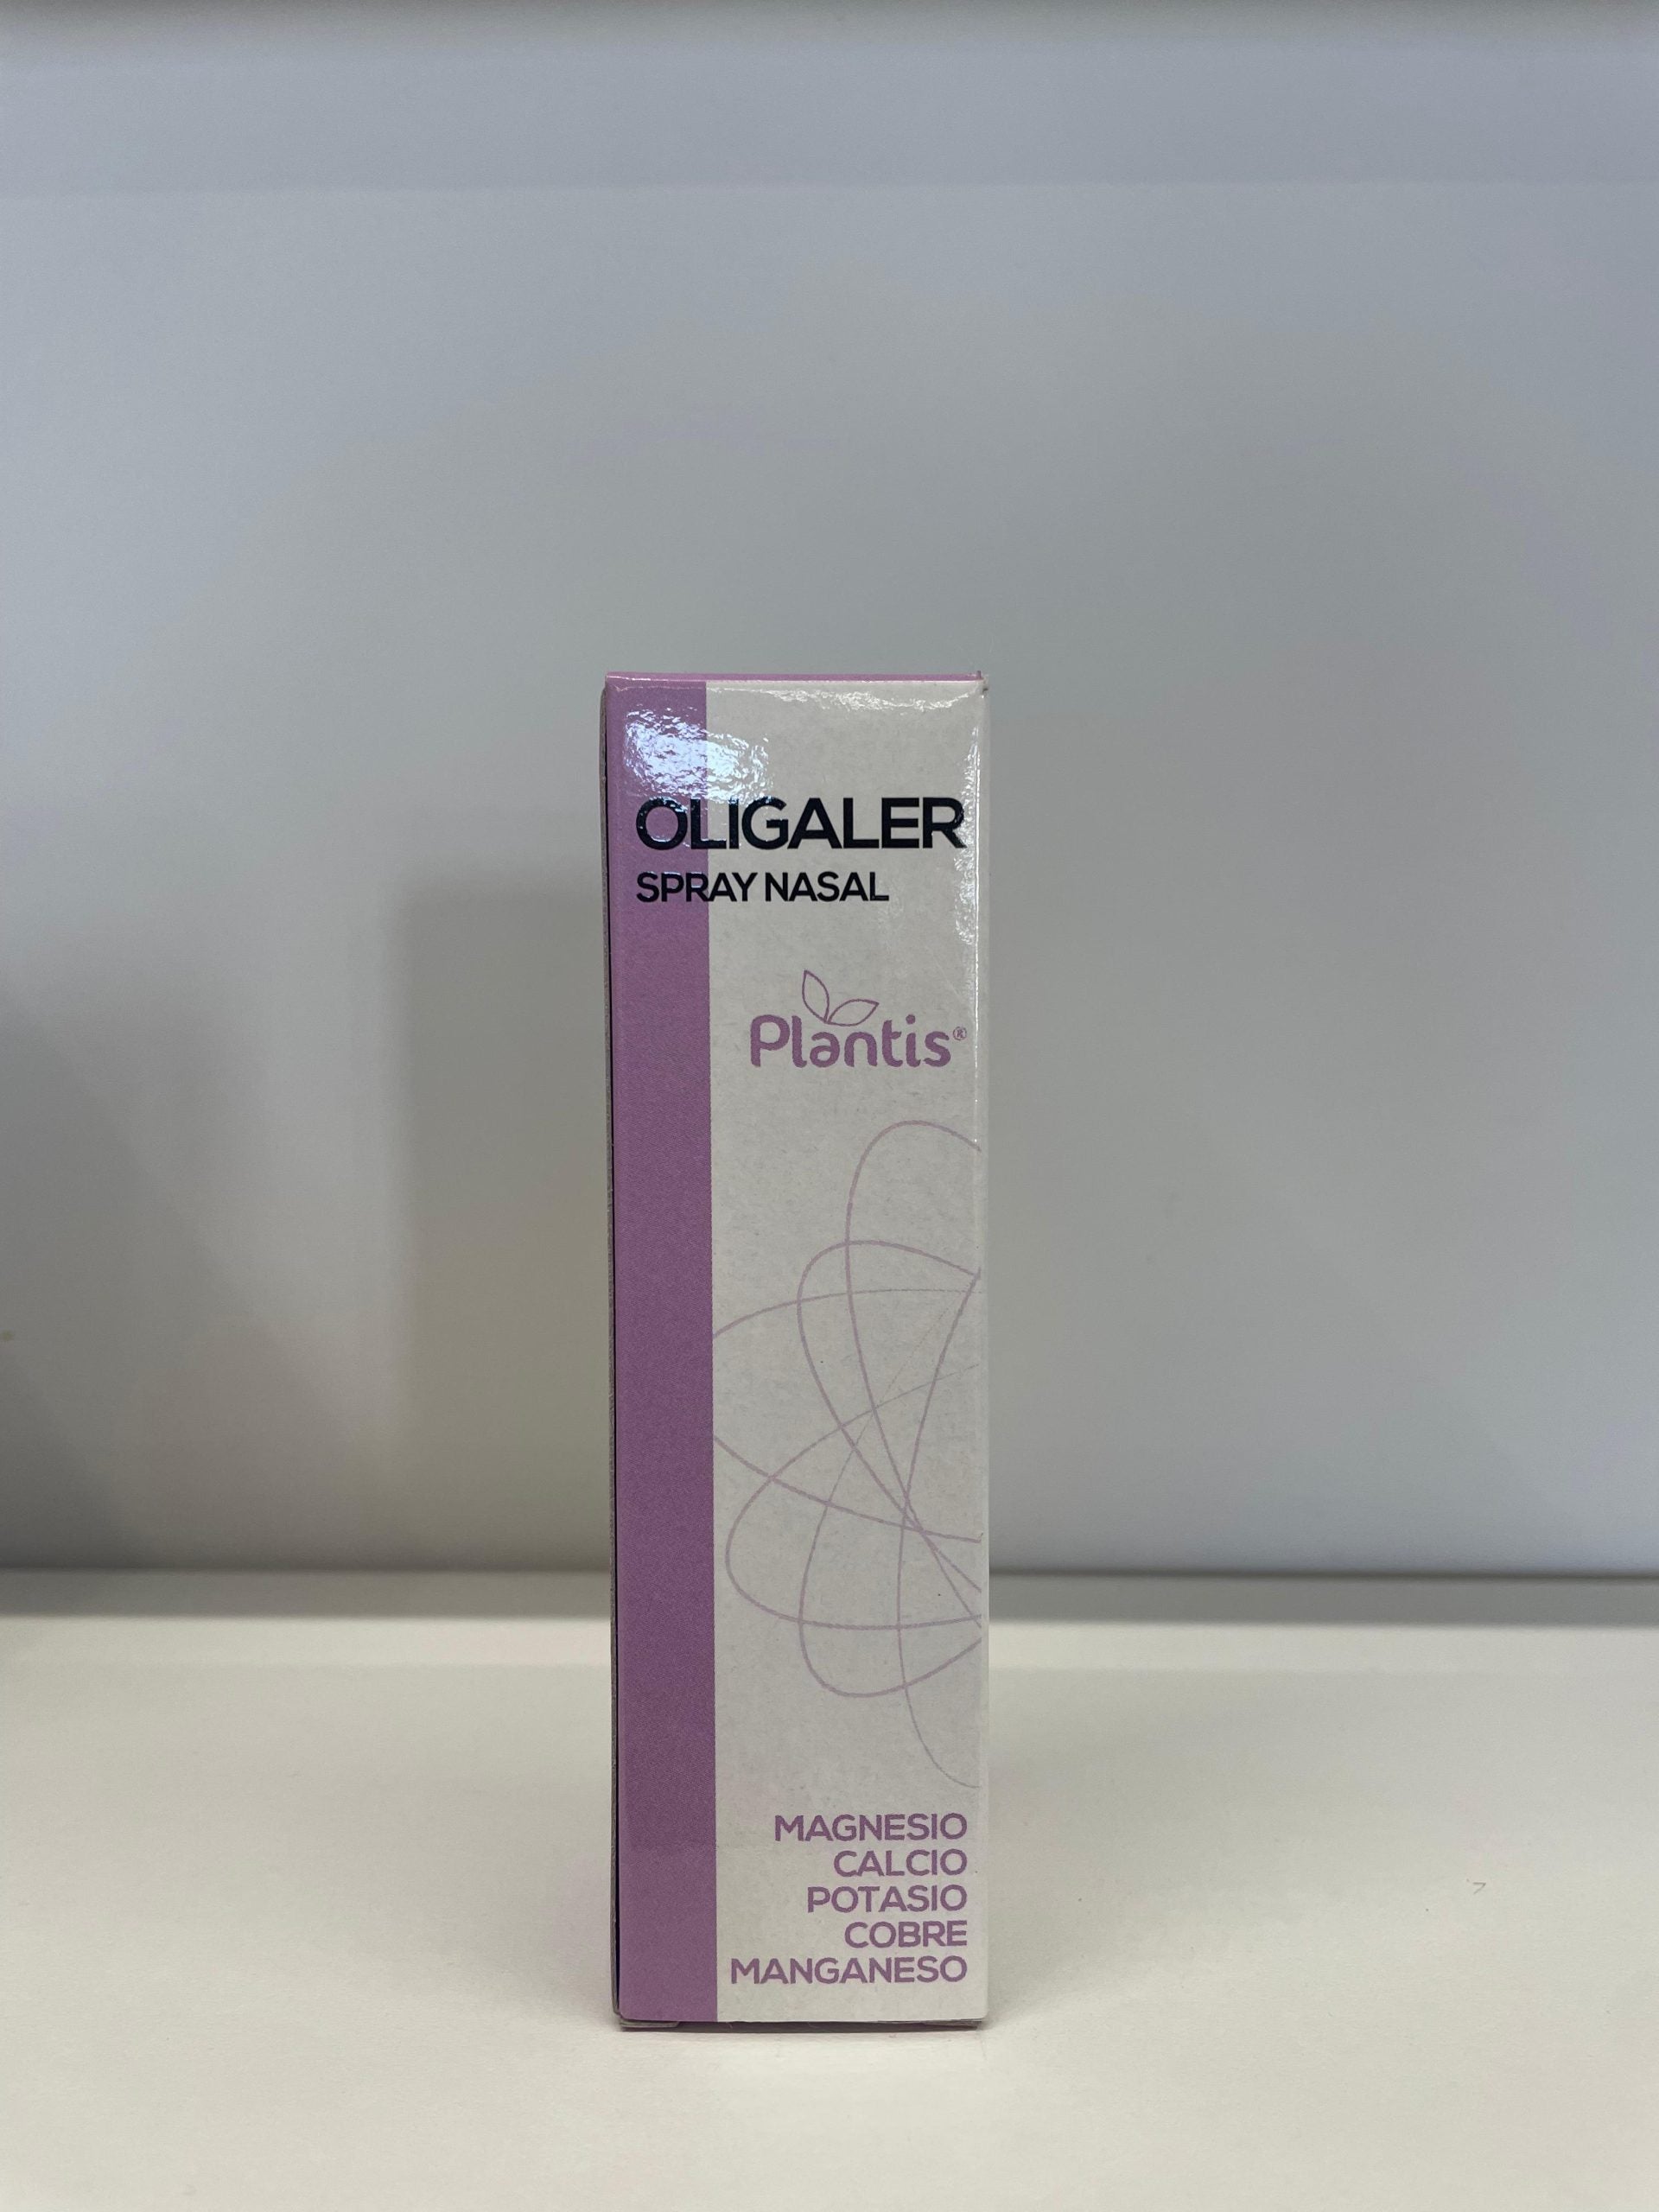 OLIGALER
SPRAY NASAL
Plantis®
MAGNESIO
CALCIO
POTASIO
COBRE
MANGANESO